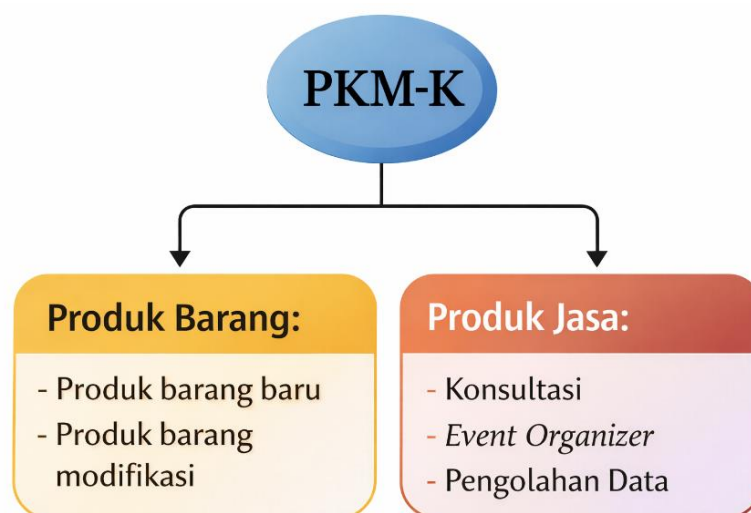 PKM-K
Produk Barang:
- Produk barang baru
- Produk barang
modifikasi
Produk Jasa:
- Konsultasi
- Event Organizer
- Pengolahan Data